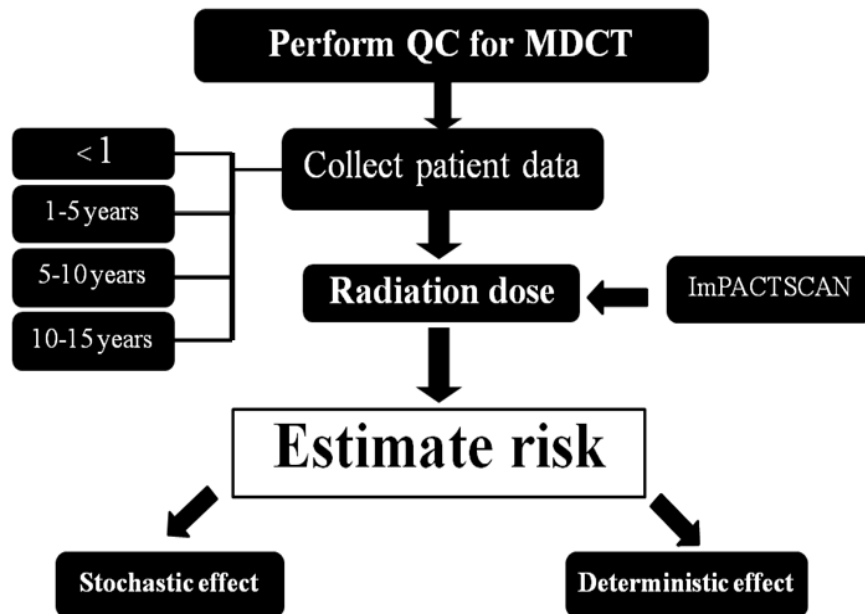 Perform QC for MDCT
Collect patient data
< 1
1-5 years
5-10 years
10-15 years
Radiation dose
ImPACTSCAN
Estimate risk
Stochastic effect
Deterministic effect